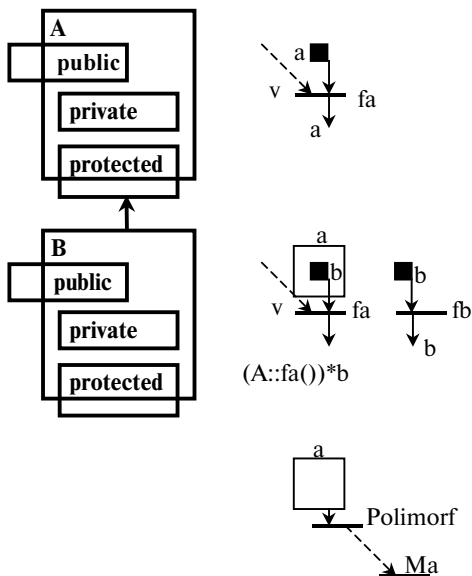 A
public
private
protected
a
v
fa
a
B
public
private
protected
a
b
v
fa
b
fb
b
(A::fa())*b
a
Polimorf
Ma